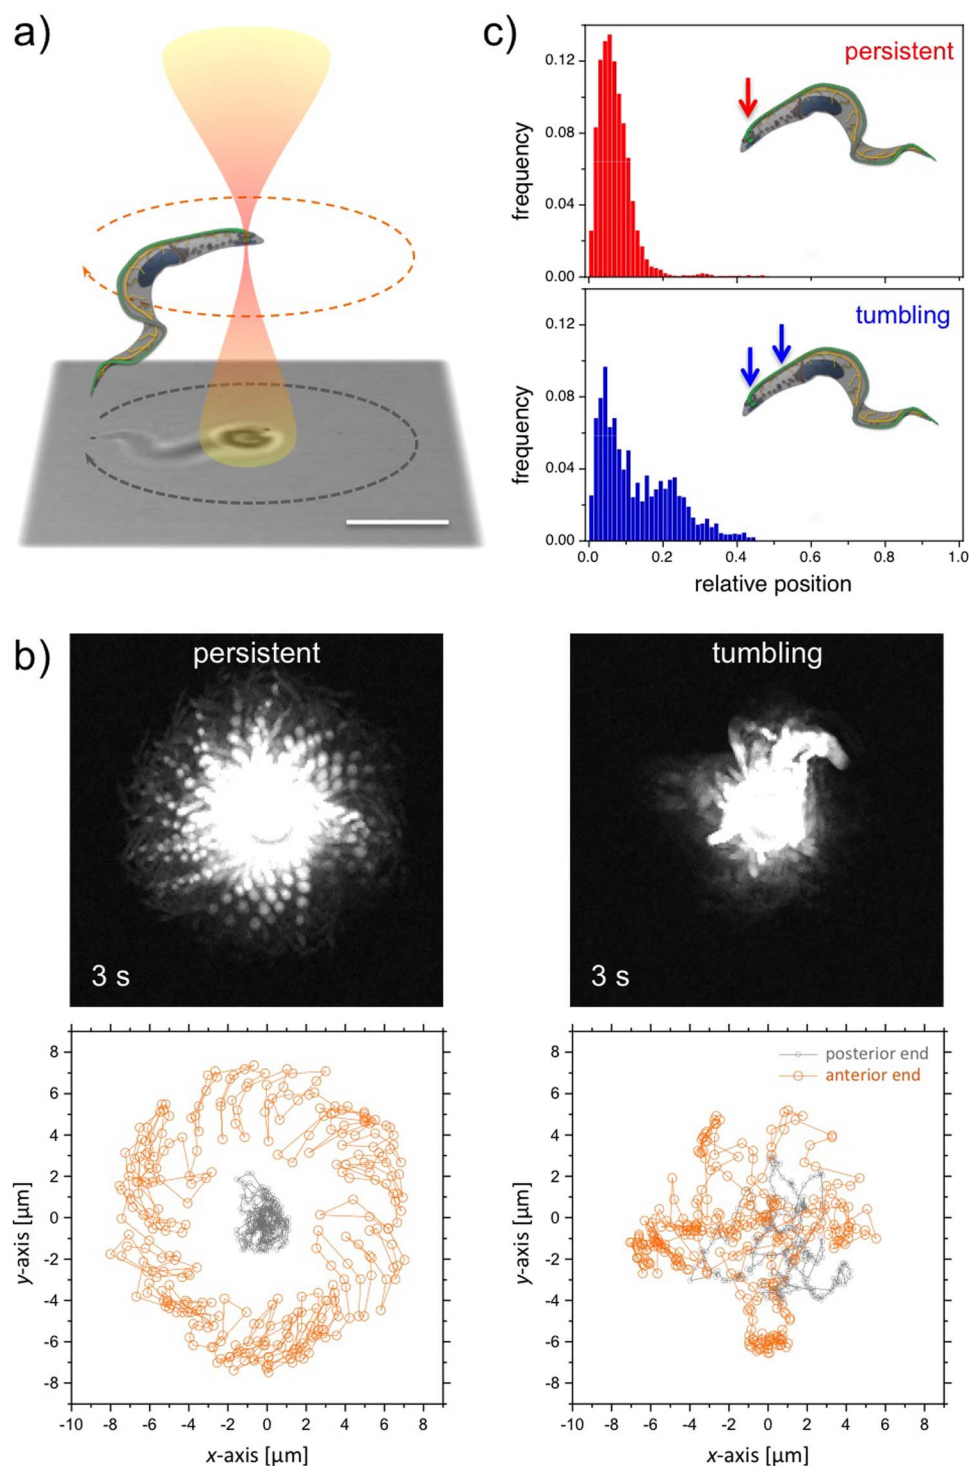 a)
c)
persistent
0.12
0.08
0.04
0.00
frequency
tumbling
0.12
0.08
0.04
0.00
frequency
0.0 0.2 0.4 0.6 0.8 1.0
relative position
b)
persistent
3 s
tumbling
3 s
8
6
4
2
0
-2
-4
-6
-8
y-axis [µm]
-10 -8 -6 -4 -2 0 2 4 6 8
x-axis [µm]
posterior end
anterior end
8
6
4
2
0
-2
-4
-6
-8
y-axis [µm]
-10 -8 -6 -4 -2 0 2 4 6 8
x-axis [µm]